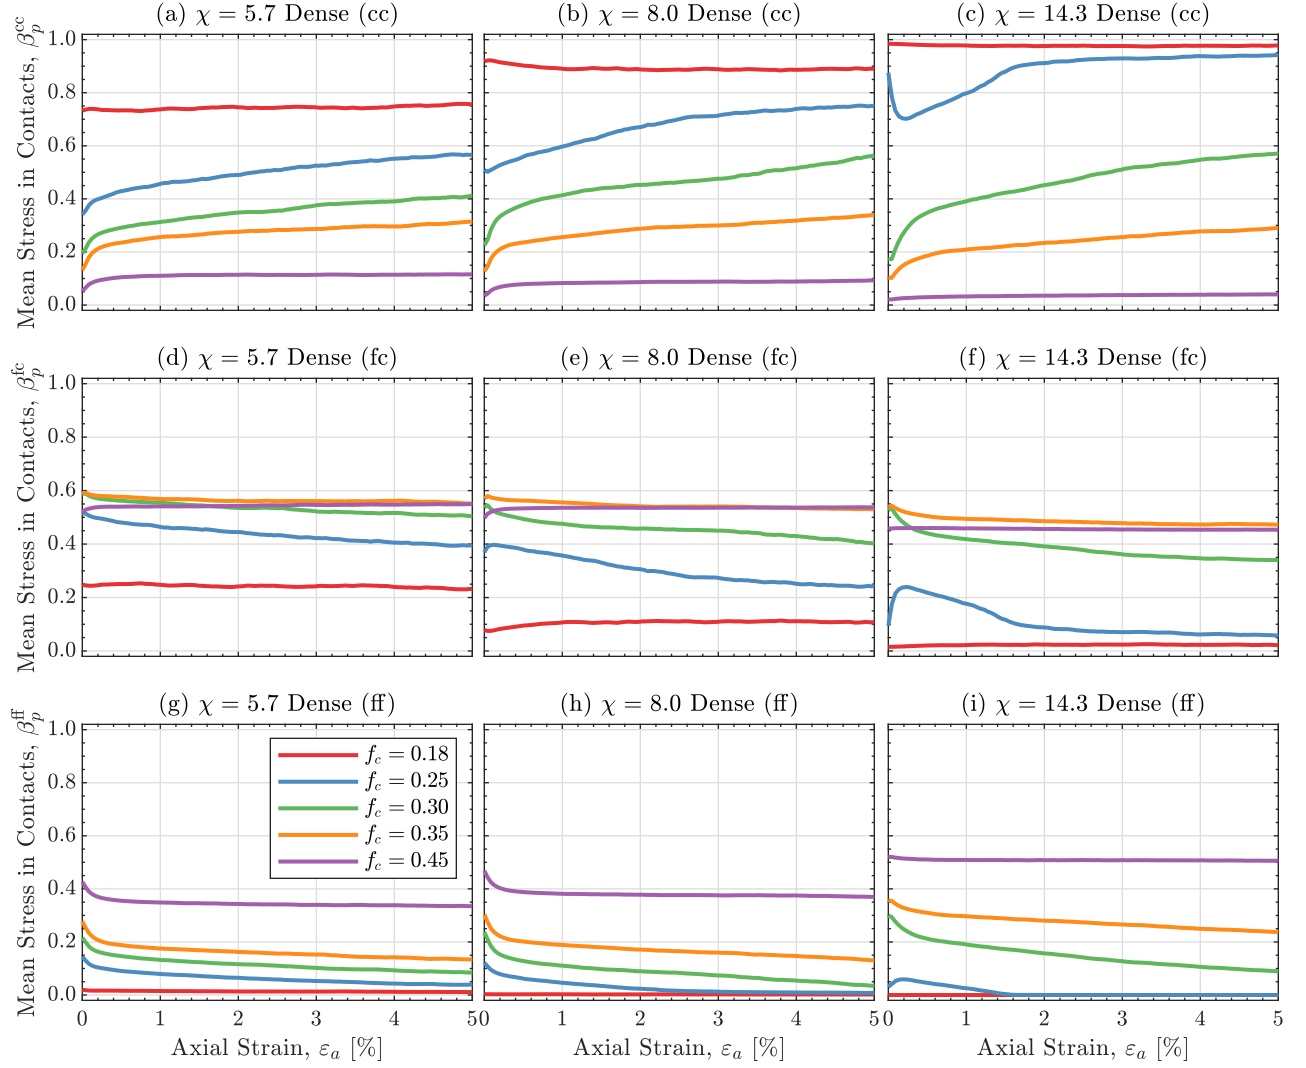 (a) χ = 5.7 Dense (cc)
(b) χ = 8.0 Dense (cc)
(c) χ = 14.3 Dense (cc)
Mean Stress in Contacts, β_p^cc
1.0
0.8
0.6
0.4
0.2
0.0
(d) χ = 5.7 Dense (fc)
(e) χ = 8.0 Dense (fc)
(f) χ = 14.3 Dense (fc)
Mean Stress in Contacts, β_p^fc
1.0
0.8
0.6
0.4
0.2
0.0
(g) χ = 5.7 Dense (ff)
(h) χ = 8.0 Dense (ff)
(i) χ = 14.3 Dense (ff)
Mean Stress in Contacts, β_p^ff
1.0
0.8
0.6
0.4
0.2
0.0
f_c = 0.18
f_c = 0.25
f_c = 0.30
f_c = 0.35
f_c = 0.45
0 1 2 3 4 5
0 1 2 3 4 5
0 1 2 3 4 5
Axial Strain, ε_a [%]
Axial Strain, ε_a [%]
Axial Strain, ε_a [%]